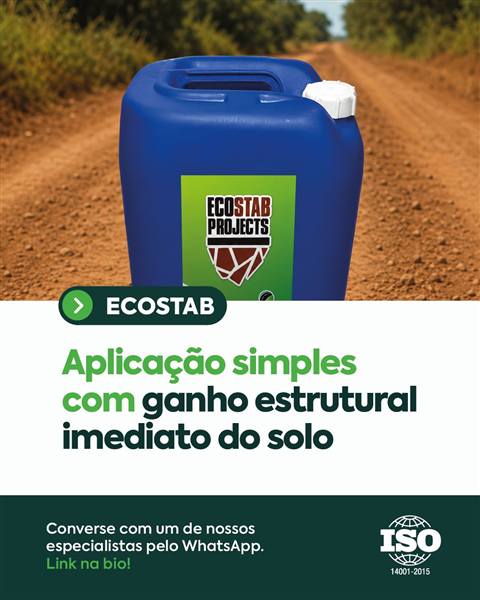 ECOSTAB
PROJECTS
ECOSTAB
Aplicação simples
com ganho estrutural
imediato do solo
Converse com um de nossos
especialistas pelo WhatsApp.
Link na bio!
ISO
14001-2015